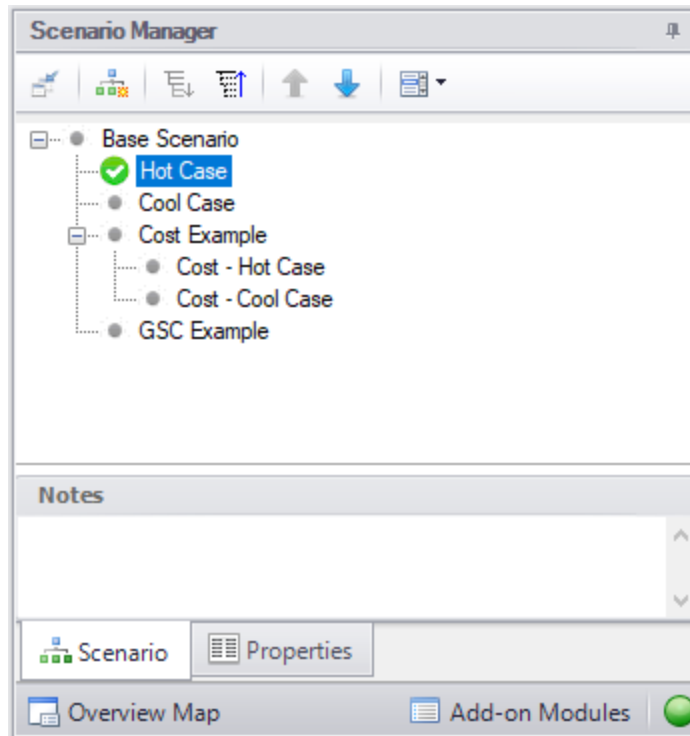 Scenario Manager
Base Scenario
Hot Case
Cool Case
Cost Example
Cost - Hot Case
Cost - Cool Case
GSC Example
Notes
Scenario Properties
Overview Map Add-on Modules